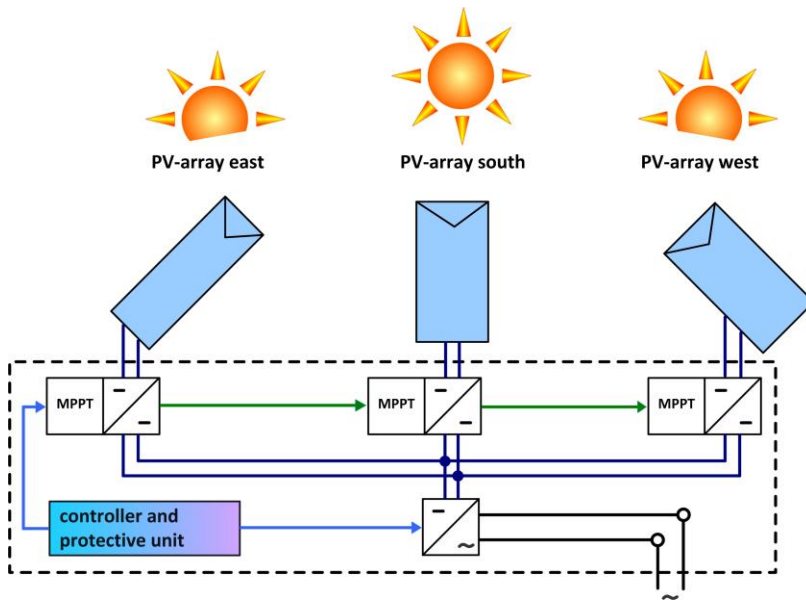 PV-array east
PV-array south
PV-array west
MPPT
MPPT
MPPT
controller and
protective unit
~
~